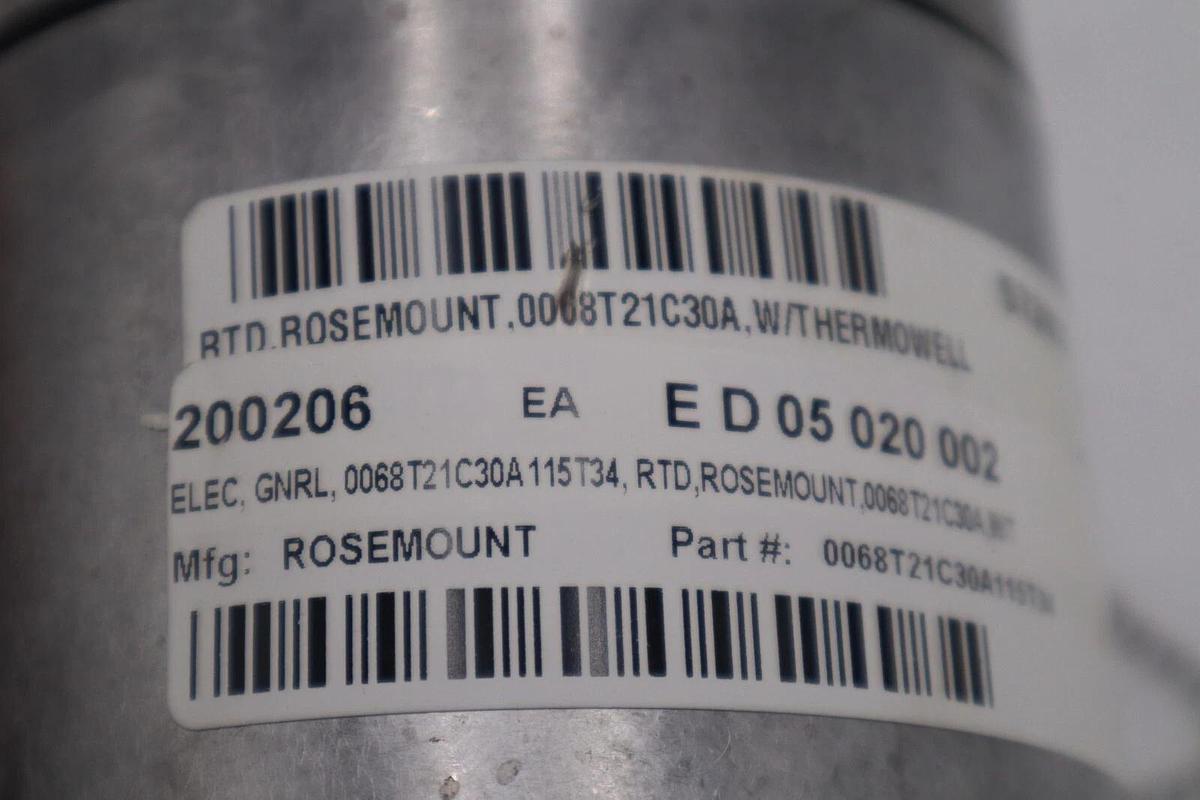 RTD,ROSEMOUNT,0068T21C30A,W/THERMOWELL
200206 EA E D 05 020 002
ELEC, GNRL, 0068T21C30A115T34, RTD,ROSEMOUNT,0068T21C30A,W/T
Mfg: ROSEMOUNT Part #: 0068T21C30A115T34